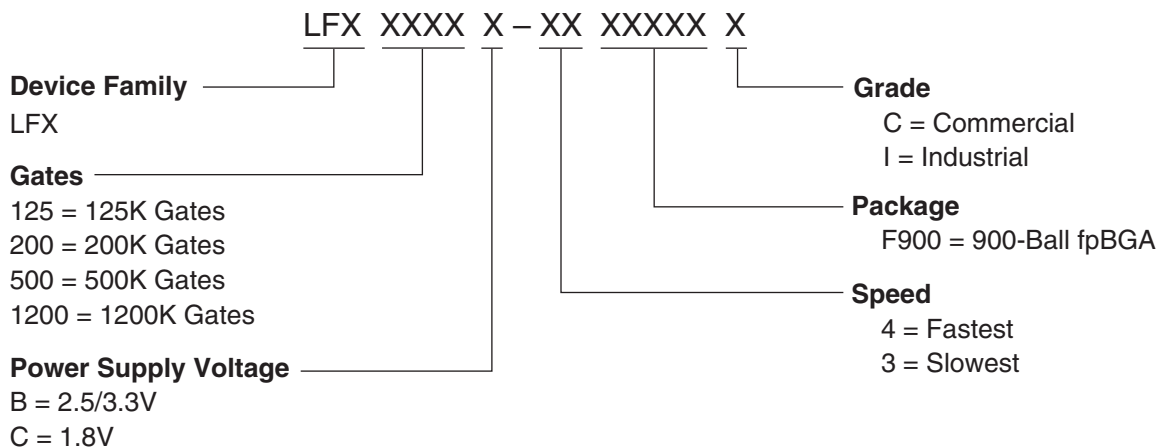 LFX XXXX X – XX XXXXX X
Device Family
LFX
Gates
125 = 125K Gates
200 = 200K Gates
500 = 500K Gates
1200 = 1200K Gates
Power Supply Voltage
B = 2.5/3.3V
C = 1.8V
Grade
C = Commercial
I = Industrial
Package
F900 = 900-Ball fpBGA
Speed
4 = Fastest
3 = Slowest